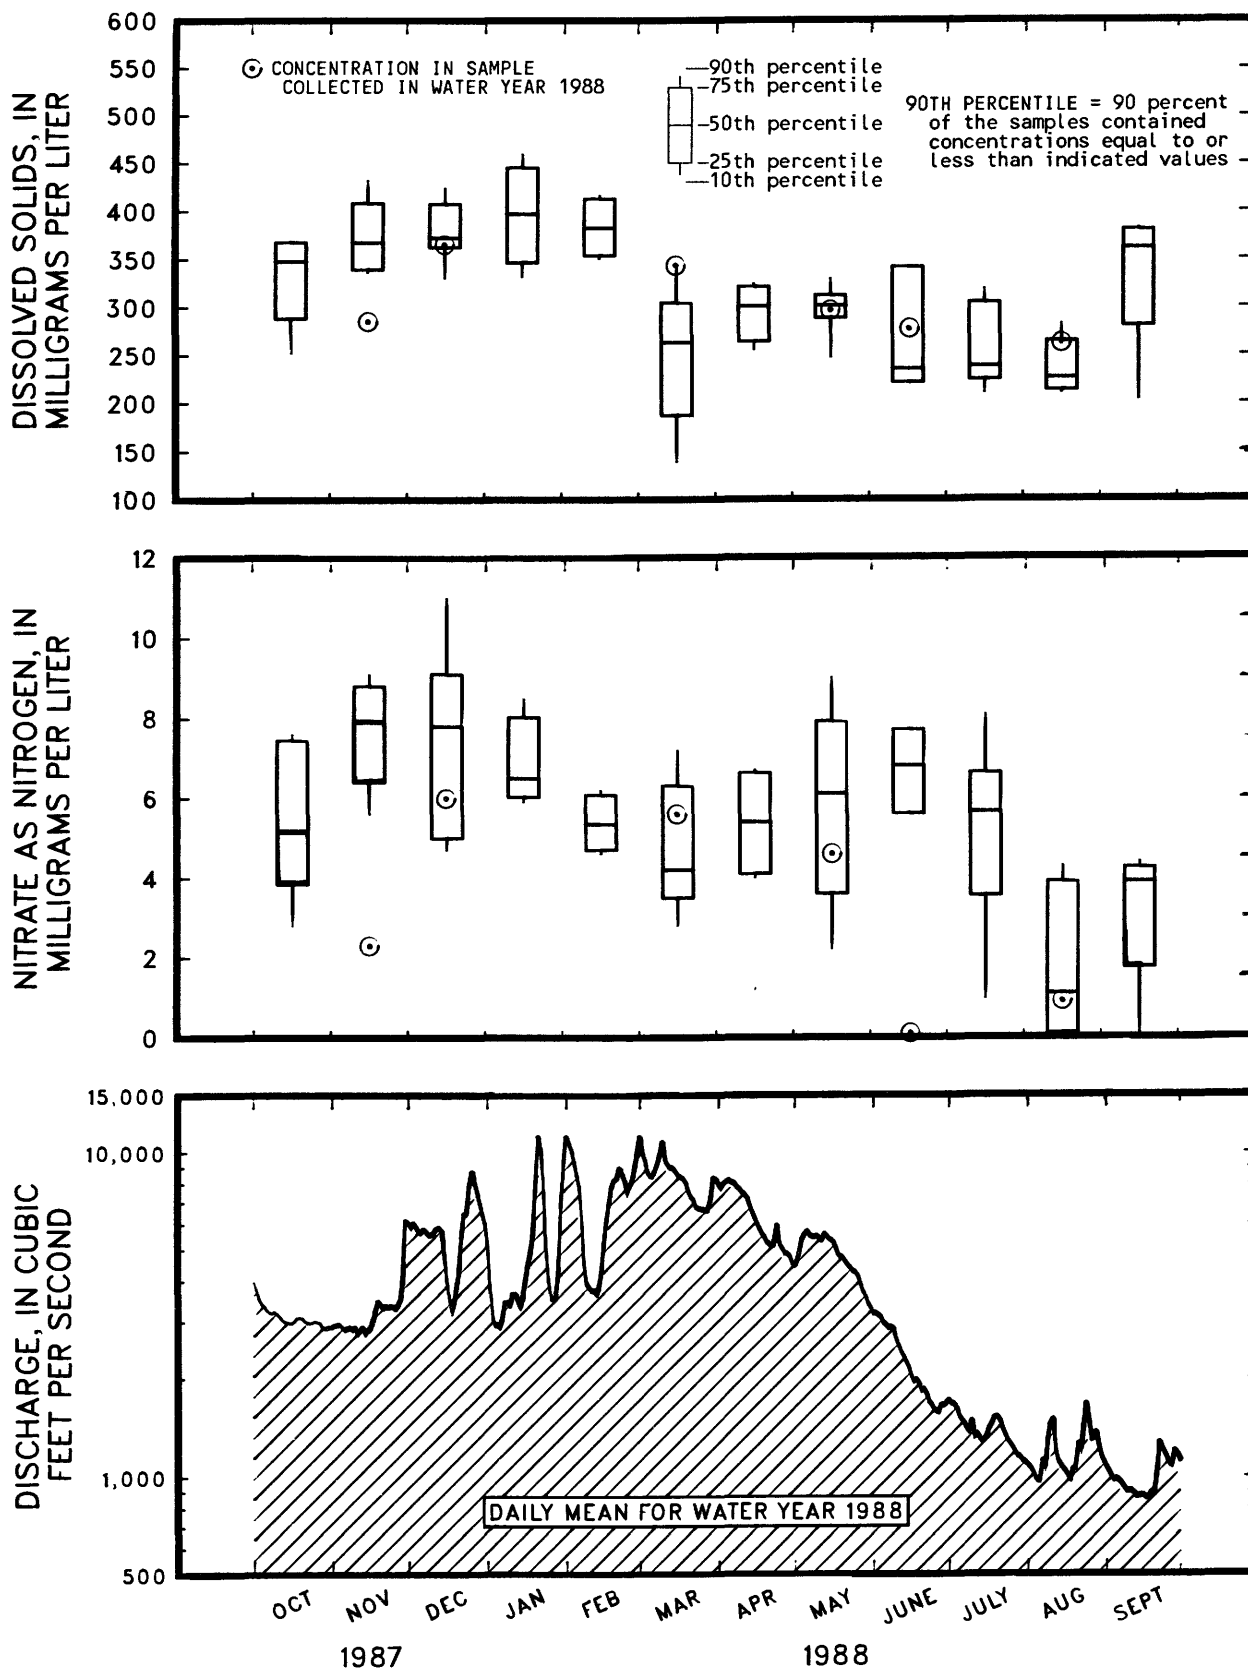 DISSOLVED SOLIDS, IN
MILLIGRAMS PER LITER
600
550
500
450
400
350
300
250
200
150
100
CONCENTRATION IN SAMPLE
COLLECTED IN WATER YEAR 1988
90th percentile
75th percentile
50th percentile
25th percentile
10th percentile
90TH PERCENTILE = 90 percent
of the samples contained
concentrations equal to or
less than indicated values
NITRATE AS NITROGEN, IN
MILLIGRAMS PER LITER
12
10
8
6
4
2
0
DISCHARGE, IN CUBIC
FEET PER SECOND
15,000
10,000
1,000
500
DAILY MEAN FOR WATER YEAR 1988
OCT NOV DEC JAN FEB MAR APR MAY JUNE JULY AUG SEPT
1987 1988